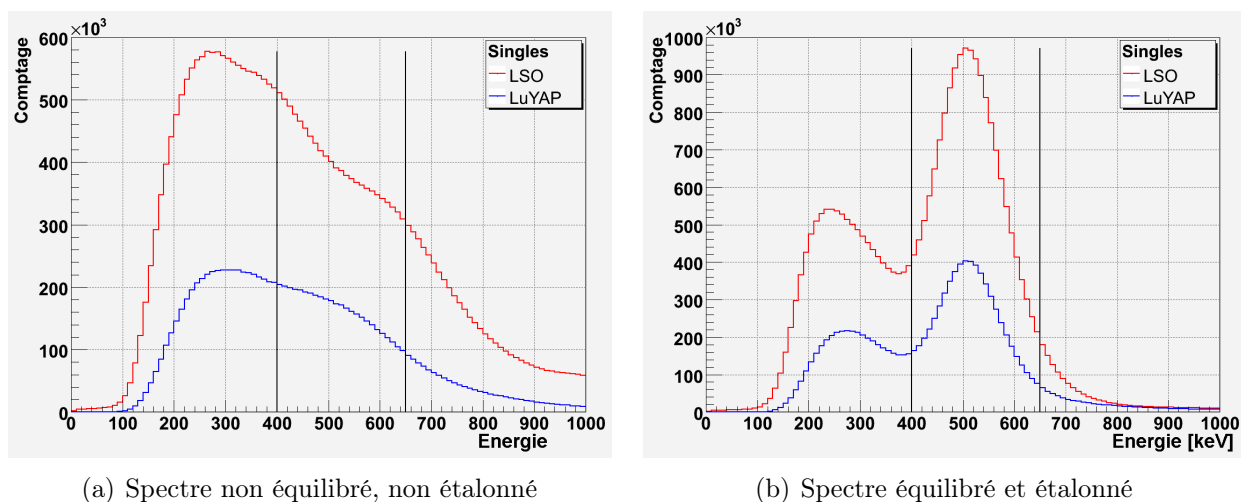 ×10³
Comptage
600
500
400
300
200
100
0
0 100 200 300 400 500 600 700 800 900 1000
Energie
Singles
LSO
LuYAP
(a) Spectre non équilibré, non étalonné
×10³
Comptage
1000
900
800
700
600
500
400
300
200
100
0
0 100 200 300 400 500 600 700 800 900 1000
Energie [keV]
Singles
LSO
LuYAP
(b) Spectre équilibré et étalonné